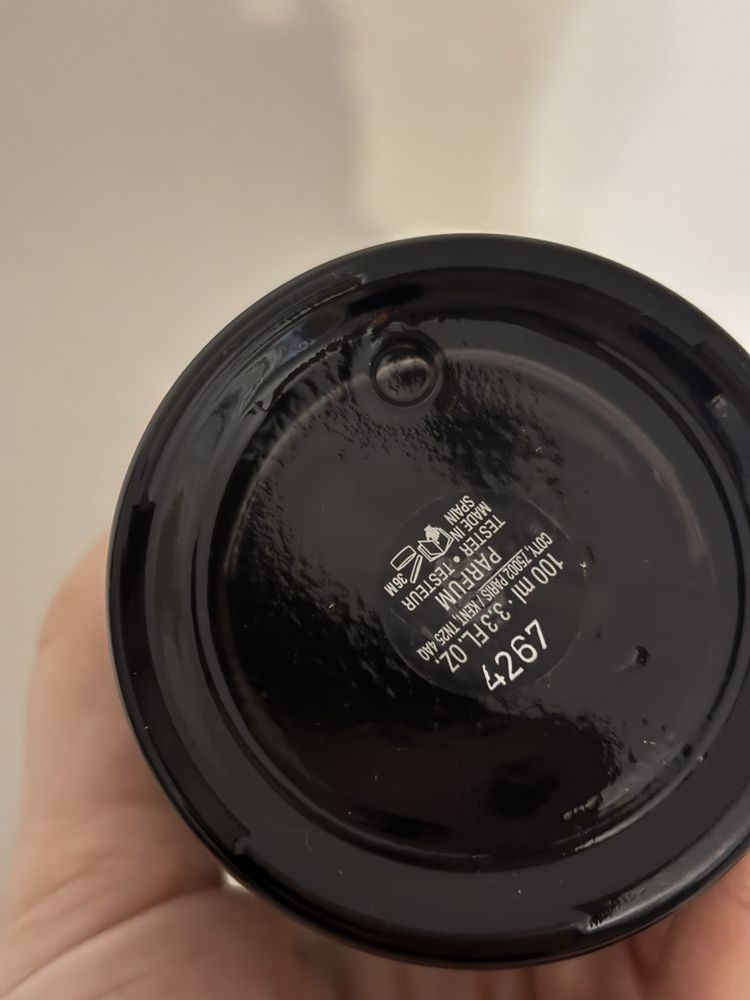 4267
100 ml . 3.3 FL. OZ.
COTY, 75002 PARIS / KENT, TN25 4AQ
PARFUM
TESTER • TESTEUR
MADE IN
SPAIN
36M